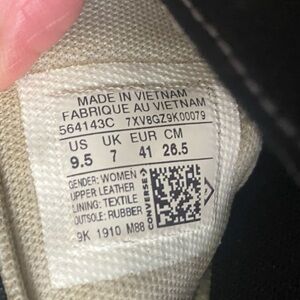 MADE IN VIETNAM
FABRIQUE AU VIETNAM
564143C 7XV8GZ9K00079
US UK EUR CM
9.5 7 41 26.5
GENDER: WOMEN
UPPER LEATHER
LINING: TEXTILE
OUTSOLE: RUBBER
CONVERSE
9K 1910 M88